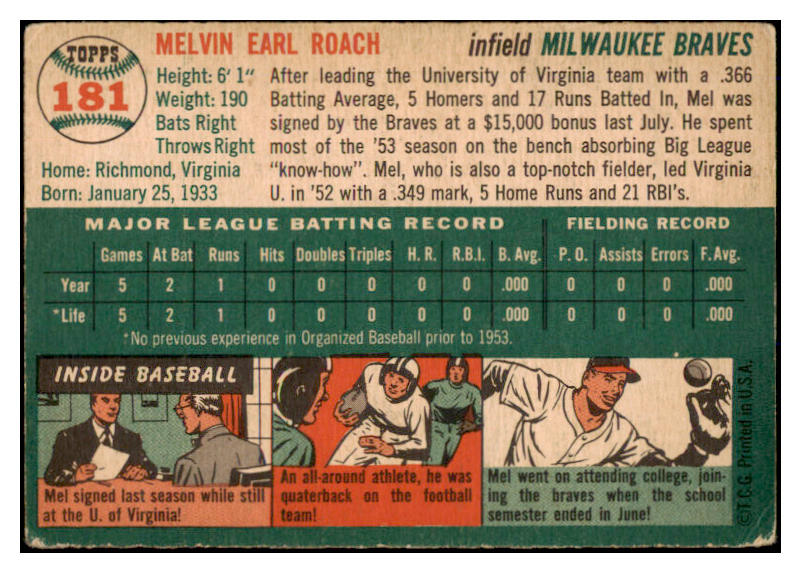 TOPPS
181
MELVIN EARL ROACH
infield MILWAUKEE BRAVES
Height: 6' 1"
Weight: 190
Bats Right
Throws Right
Home: Richmond, Virginia
Born: January 25, 1933
After leading the University of Virginia team with a .366
Batting Average, 5 Homers and 17 Runs Batted In, Mel was
signed by the Braves at a $15,000 bonus last July. He spent
most of the '53 season on the bench absorbing Big League
"know-how". Mel, who is also a top-notch fielder, led Virginia
U. in '52 with a .349 mark, 5 Home Runs and 21 RBI's.
MAJOR LEAGUE BATTING RECORD
FIELDING RECORD
Games At Bat Runs Hits Doubles Triples H. R. R.B.I. B. Avg. P. O. Assists Errors F. Avg.
Year 5 2 1 0 0 0 0 0 .000 0 0 0 .000
*Life 5 2 1 0 0 0 0 0 .000 0 0 0 .000
*No previous experience in Organized Baseball prior to 1953.
INSIDE BASEBALL
Mel signed last season while still
at the U. of Virginia!
An all-around athlete, he was
quaterback on the football
team!
Mel went on attending college, join-
ing the braves when the school
semester ended in June!
©T.C.G. Printed in U.S.A.